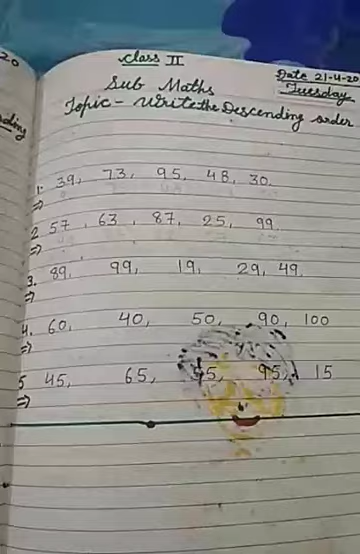 20
Class II
Date 21-4-20
Sub Maths
Tuesday
Topic - Write the Descending order
1. 39, 73, 95, 48, 30.
⇒
2 57, 63, 87, 25, 99
⇒
3. 89, 99, 19, 29, 49.
⇒
4. 60, 40, 50, 90, 100
⇒
5 45, 65, 95, 15
⇒